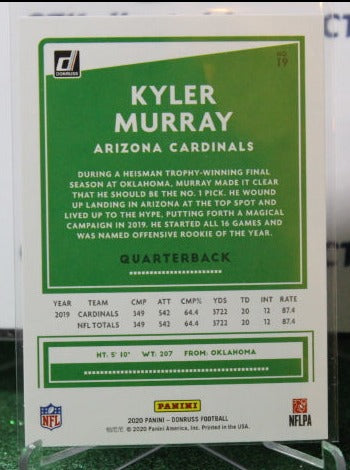 DONRUSS
NO.
19
KYLER
MURRAY
ARIZONA CARDINALS
DURING A HEISMAN TROPHY-WINNING FINAL
SEASON AT OKLAHOMA, MURRAY MADE IT CLEAR
THAT HE SHOULD BE THE NO. 1 PICK. HE WOUND
UP LANDING IN ARIZONA AT THE TOP SPOT AND
LIVED UP TO THE HYPE, PUTTING FORTH A MAGICAL
CAMPAIGN IN 2019. HE STARTED ALL 16 GAMES AND
WAS NAMED OFFENSIVE ROOKIE OF THE YEAR.
QUARTERBACK
YEAR TEAM CMP ATT CMP% YDS TD INT RATE
2019 CARDINALS 349 542 64.4 3722 20 12 87.4
NFL TOTALS 349 542 64.4 3722 20 12 87.4
HT: 5' 10" WT: 207 FROM: OKLAHOMA
NFL
PANINI
2020 PANINI - DONRUSS FOOTBALL
© 2020 Panini America, Inc. Printed in the USA.
NFLPA